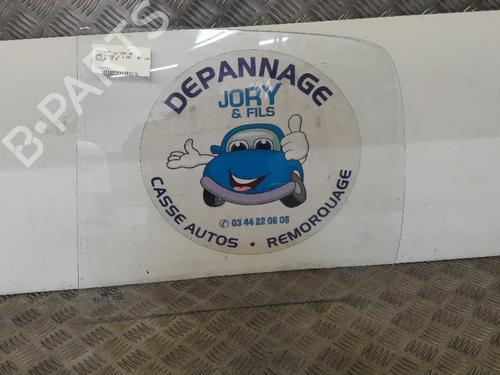 DEPANNAGE
JORY
& FILS
03 44 22 06 06
CASSE AUTOS • REMORQUAGE
B-PARTS